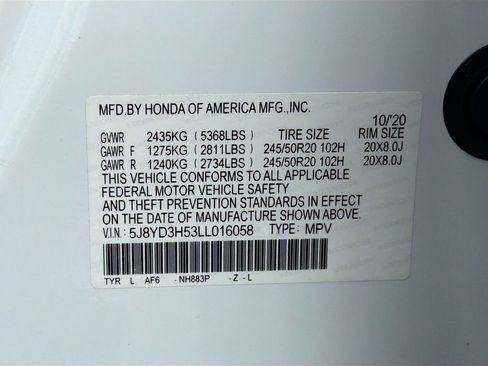 MFD.BY HONDA OF AMERICA MFG.,INC.
10/'20
GVWR 2435KG (5368LBS) TIRE SIZE RIM SIZE
GAWR F 1275KG (2811LBS) 245/50R20 102H 20X8.0J
GAWR R 1240KG (2734LBS) 245/50R20 102H 20X8.0J
THIS VEHICLE CONFORMS TO ALL APPLICABLE
FEDERAL MOTOR VEHICLE SAFETY
AND THEFT PREVENTION STANDARDS IN EFFECT
ON THE DATE OF MANUFACTURE SHOWN ABOVE.
V.I.N.: 5J8YD3H53LL016058 TYPE: MPV
TYR L AF6 -NH883P -Z-L